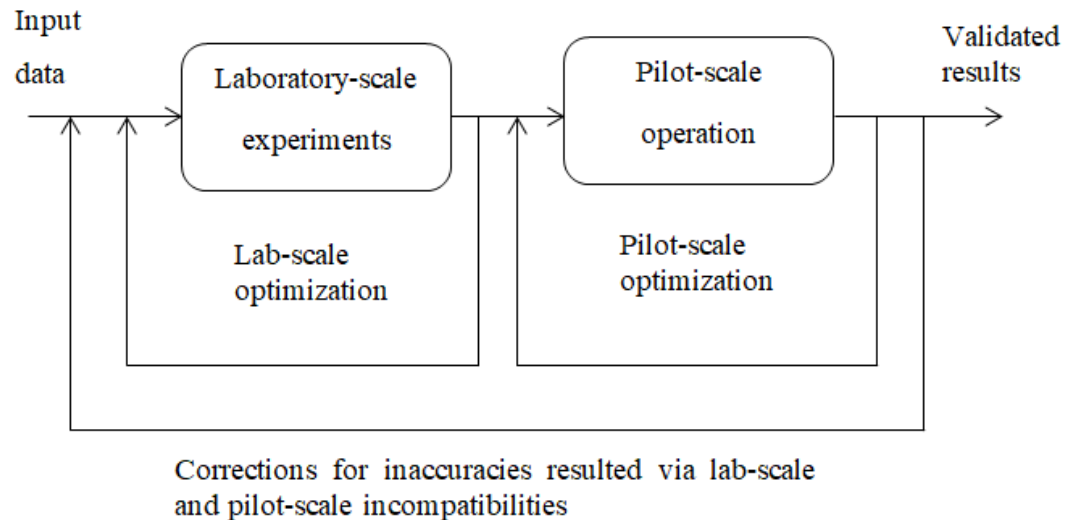 Input
data
Laboratory-scale
experiments
Pilot-scale
operation
Validated
results
Lab-scale
optimization
Pilot-scale
optimization
Corrections for inaccuracies resulted via lab-scale
and pilot-scale incompatibilities